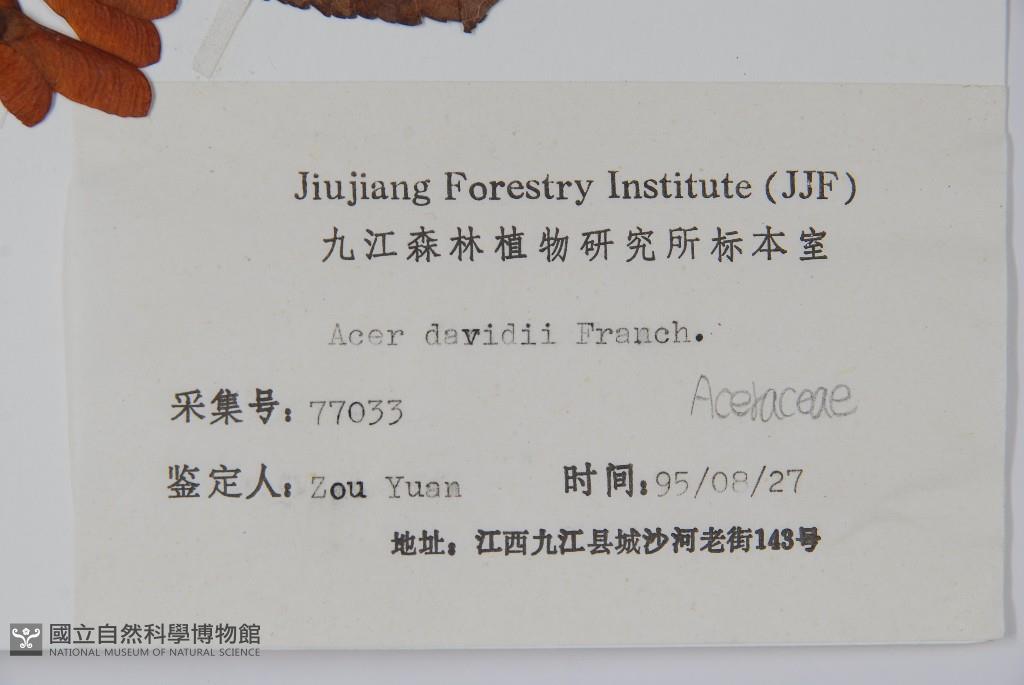 Jiujiang Forestry Institute (JJF)
九江森林植物研究所标本室
Acer davidii Franch.
采集号: 77033
Aceraceae
鉴定人: Zou Yuan 时间: 95/08/27
地址: 江西九江县城沙河老街143号
國立自然科學博物館
NATIONAL MUSEUM OF NATURAL SCIENCE